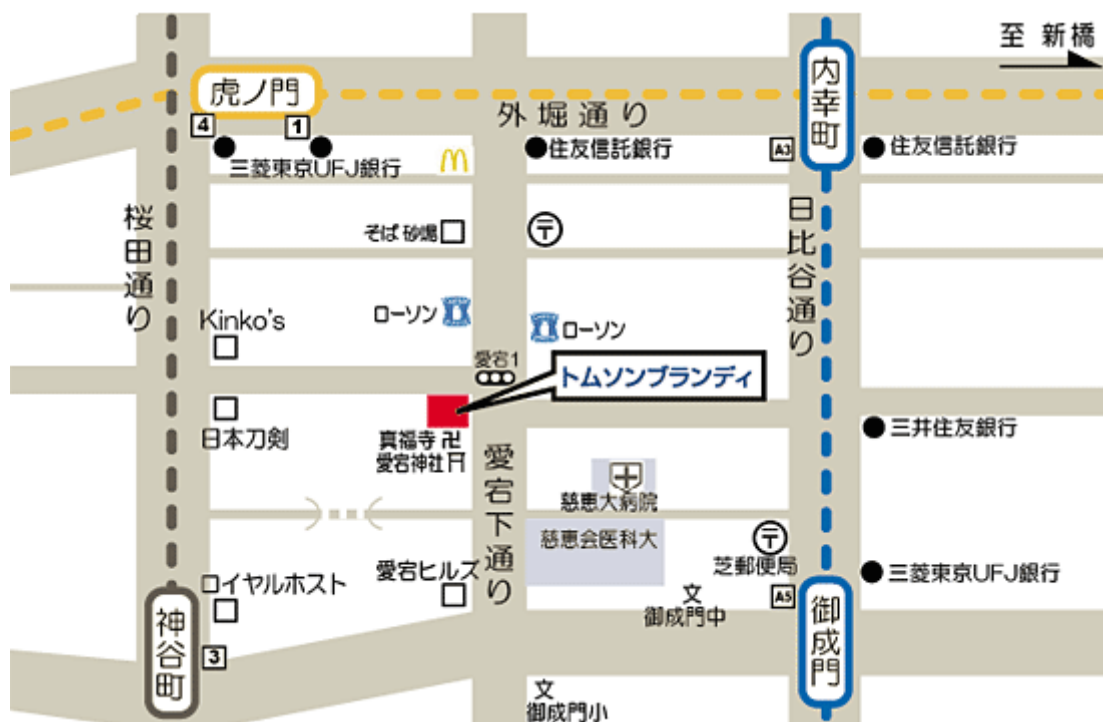 至 新橋
虎ノ門
内幸町
外堀通り
4
1
三菱東京UFJ銀行
住友信託銀行
A3
住友信託銀行
桜田通り
そば 砂場
〒
日比谷通り
Kinko's
ローソン
ローソン
愛宕1
トムソンブランディ
日本刀剣
真福寺 卍
愛宕神社
愛宕下通り
三井住友銀行
慈恵大病院
慈恵会医科大
〒
芝郵便局
ロイヤルホスト
愛宕ヒルズ
三菱東京UFJ銀行
文
御成門中
A5
神谷町
3
御成門
文
御成門小